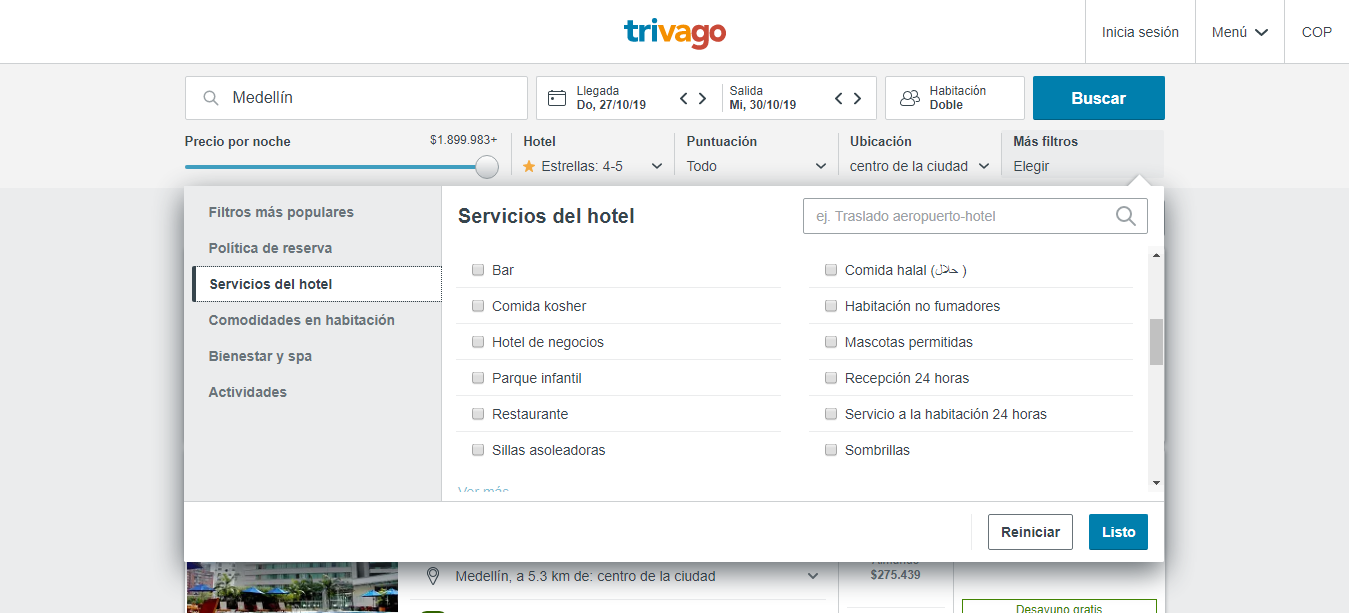 trivago
Inicia sesión
Menú
COP
Medellín
Llegada
Do, 27/10/19
Salida
Mi, 30/10/19
Habitación
Doble
Buscar
Precio por noche
$1.899.983+
Hotel
Estrellas: 4-5
Puntuación
Todo
Ubicación
centro de la ciudad
Más filtros
Elegir
Filtros más populares
Política de reserva
Servicios del hotel
Comodidades en habitación
Bienestar y spa
Actividades
Servicios del hotel
ej. Traslado aeropuerto-hotel
Bar
Comida halal (حلال )
Comida kosher
Habitación no fumadores
Hotel de negocios
Mascotas permitidas
Parque infantil
Recepción 24 horas
Restaurante
Servicio a la habitación 24 horas
Sillas asoleadoras
Sombrillas
Ver más
Reiniciar
Listo
Medellín, a 5.3 km de: centro de la ciudad
$275.439
Desayuno gratis